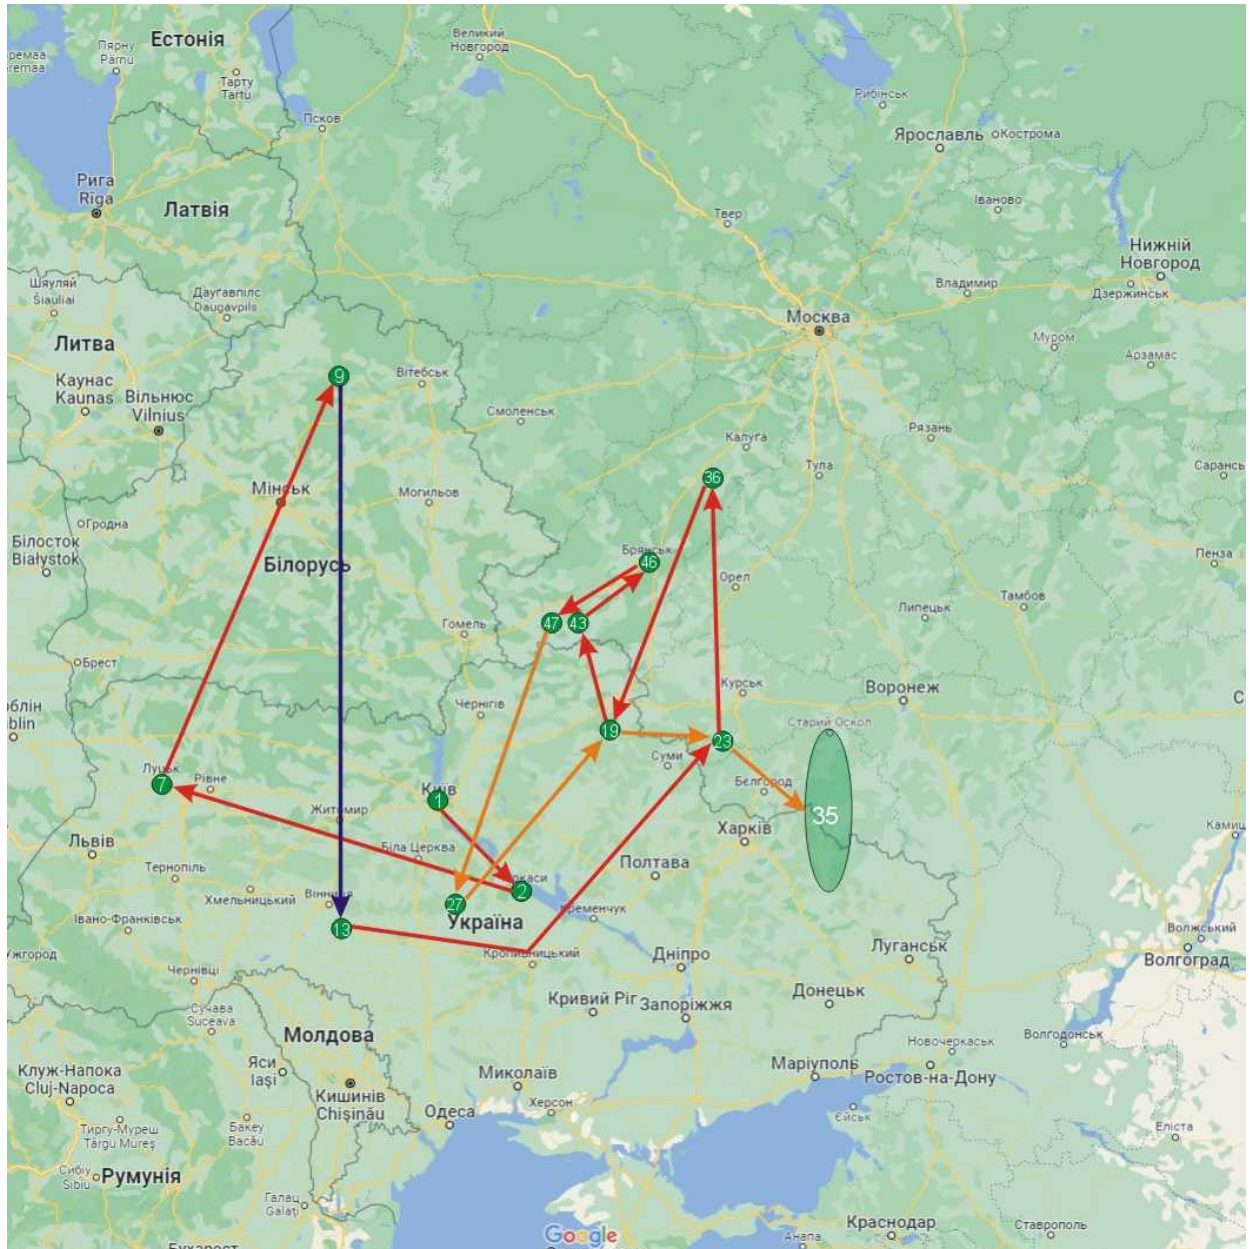 Естонія
Великий
Новгород
Пярну
Pärnu
Тарту
Tartu
Рибінськ
Псков
Ярославль
Кострома
Рига
Rīga
Латвія
Іваново
Твер
Нижній
Новгород
Шяуляй
Šiauliai
Даугавпілс
Daugavpils
Владимир
Дзержинськ
Москва
Литва
Муром
Арзамас
9
Вітебськ
Каунас
Kaunas
Вільнюс
Vilnius
Смоленськ
Рязань
Калуга
Тула
36
Мінськ
Могильов
Гродна
Білосток
Białystok
Брянськ
46
Пенза
Білорусь
Орел
Тамбов
Липецьк
47
43
Гомель
Брест
Курськ
Воронеж
Чернігів
Старий Оскол
19
23
Суми
Луцьк
7
Рівне
Бєлгород
Київ
1
Житомир
35
Харків
Львів
Біла Церква
Полтава
Тернопіль
2
Хмельницький
27
Україна
Кременчук
Івано-Франківськ
13
Волжський
Волгоград
Луганськ
Кропивницький
Дніпро
Чернівці
Кривий Ріг
Запоріжжя
Донецьк
Сучава
Suceava
Молдова
Волгодонськ
Новочеркаськ
Клуж-Напока
Cluj-Napoca
Яси
Iași
Миколаїв
Маріуполь
Ростов-на-Дону
Кишинів
Chișinău
Одеса
Херсон
Єйськ
Тиргу-Муреш
Târgu Mureș
Бакеу
Bacău
Еліста
Сибіу
Sibiu
Румунія
Галац
Galați
Google
Краснодар
Ставрополь
Анапа